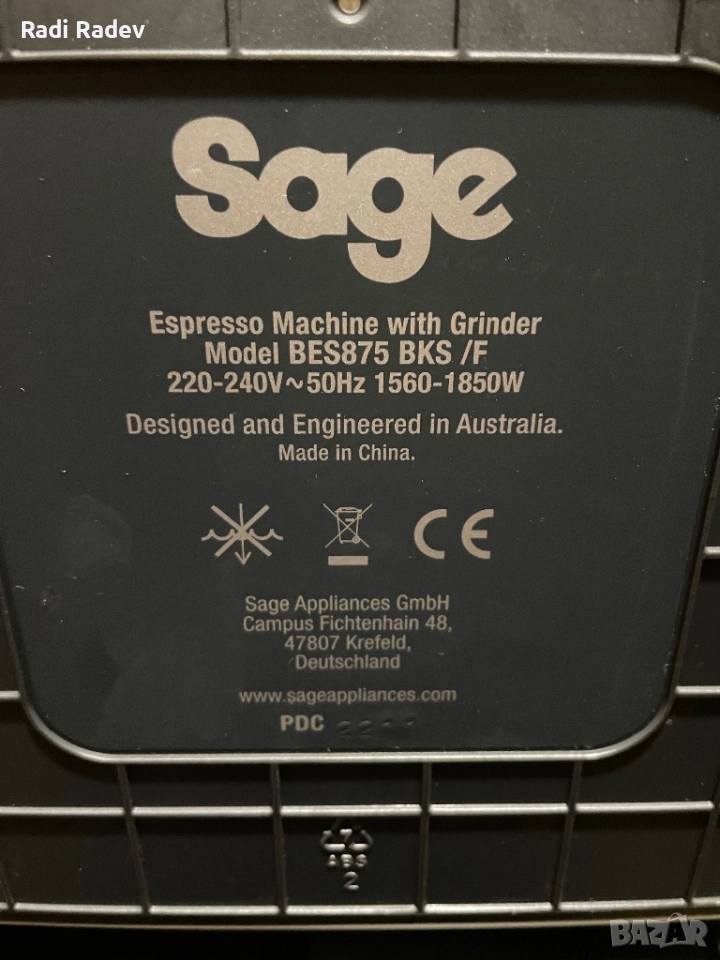 Radi Radev
Sage
Espresso Machine with Grinder
Model BES875 BKS /F
220-240V~50Hz 1560-1850W
Designed and Engineered in Australia.
Made in China.
CE
Sage Appliances GmbH
Campus Fichtenhain 48,
47807 Krefeld,
Deutschland
www.sageappliances.com
PDC
7
ABS
2
BAZAR